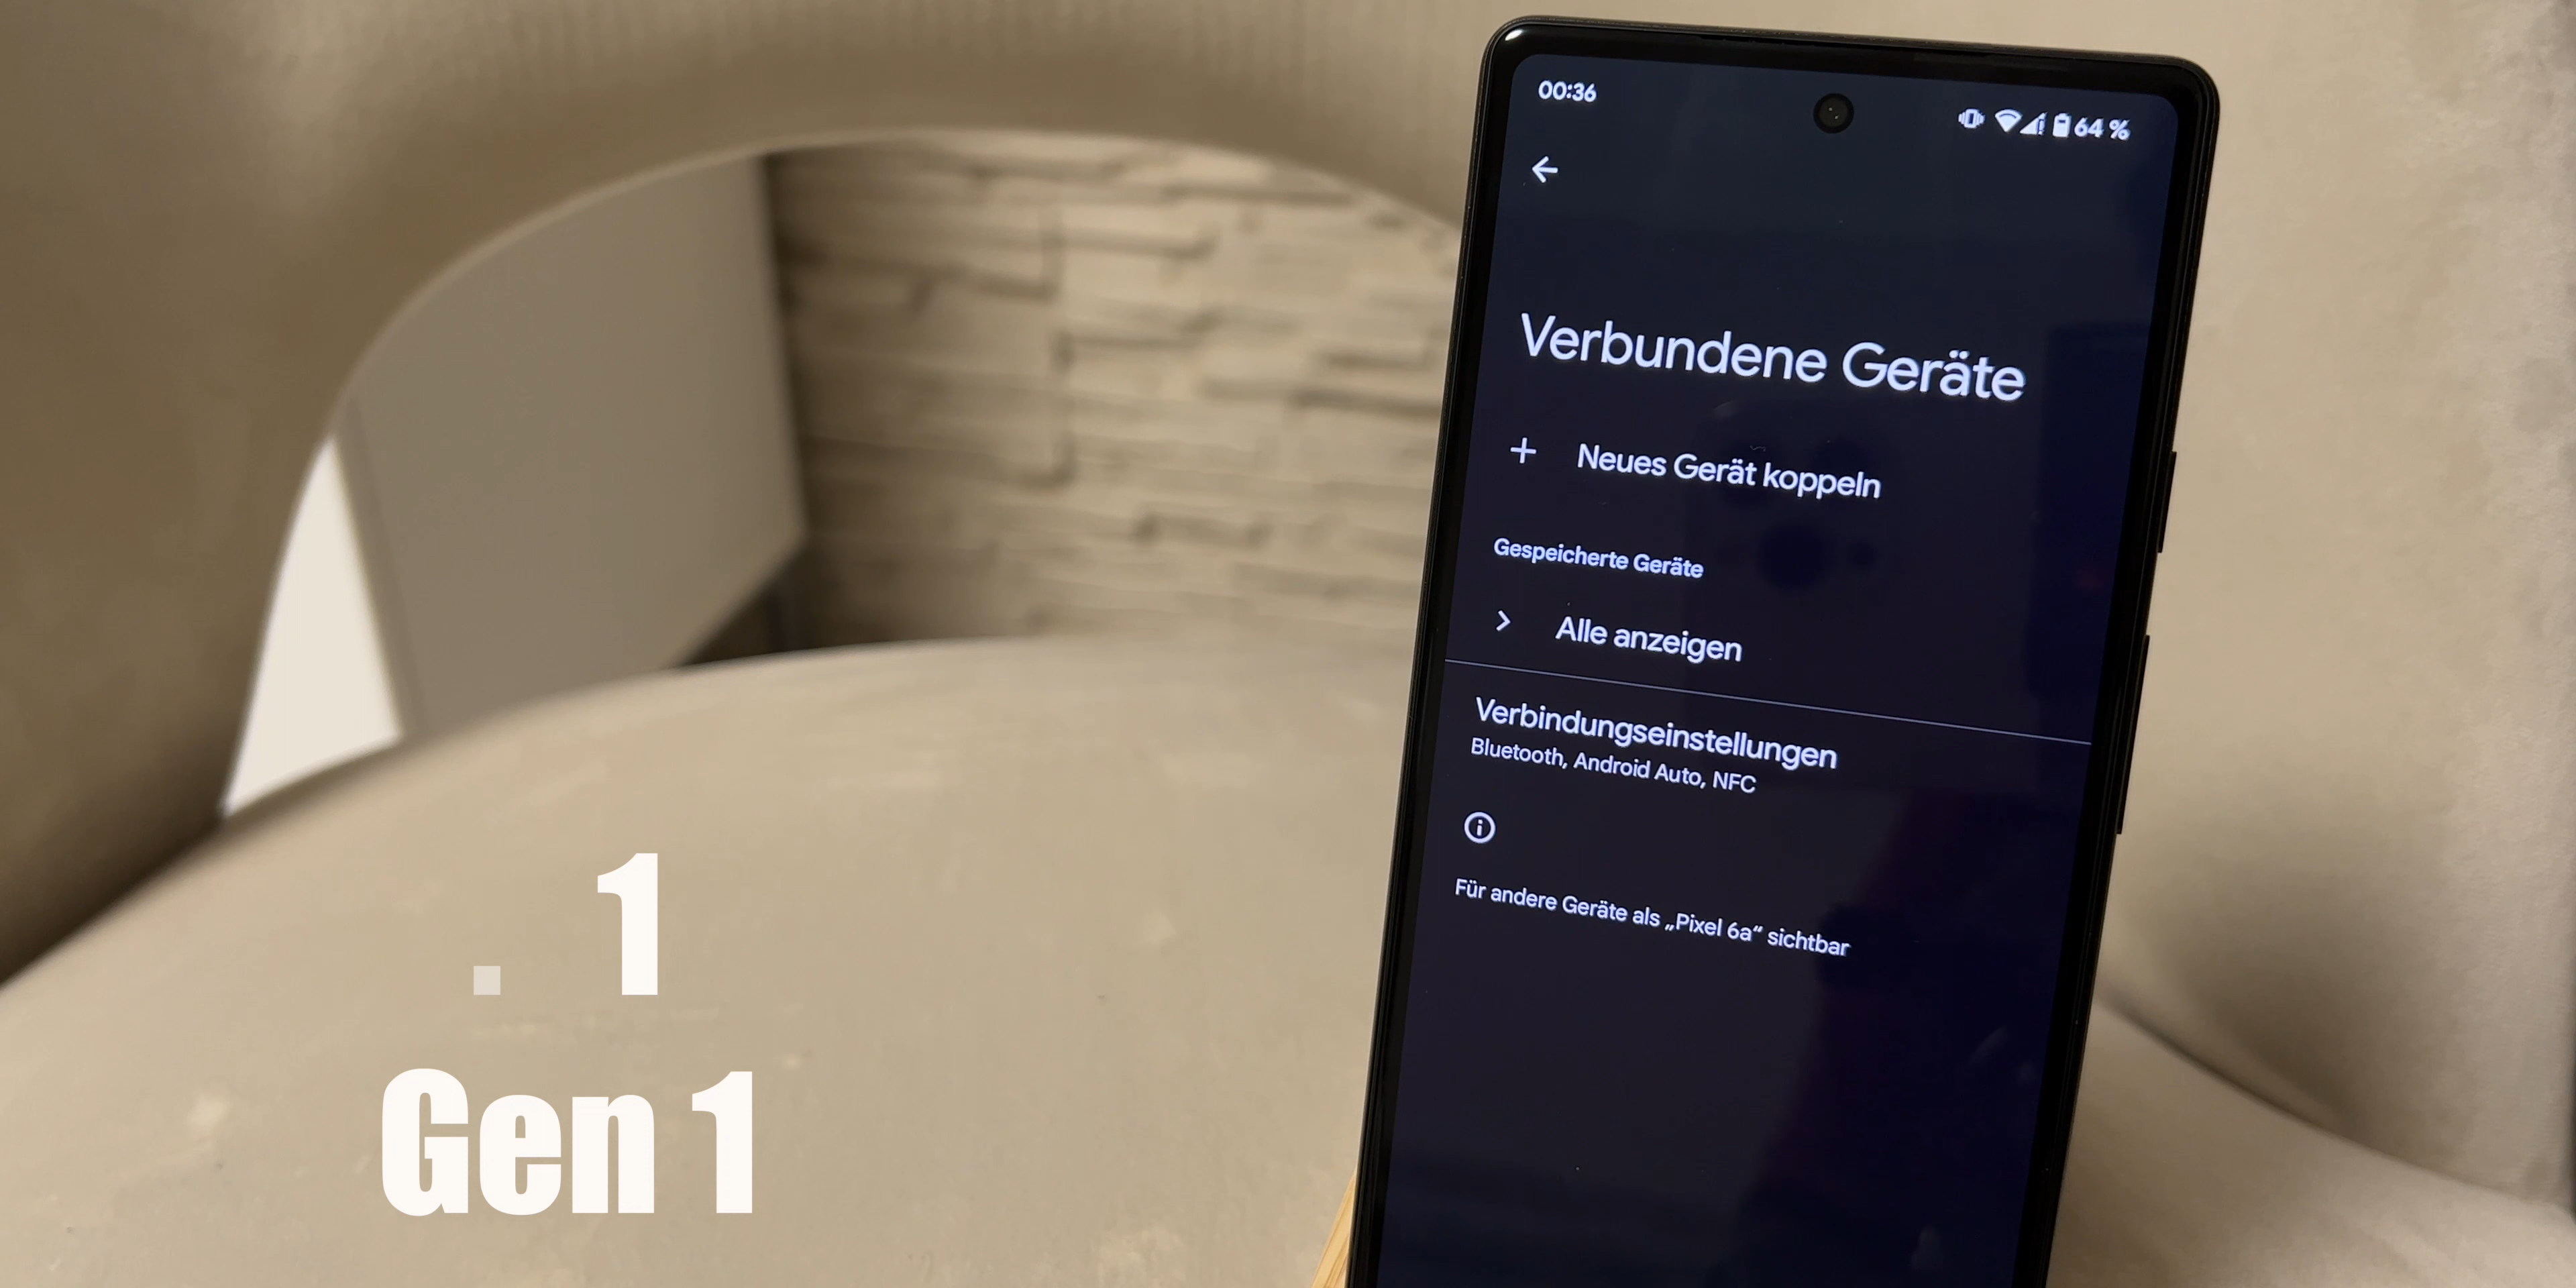 00:36
64 %
Verbundene Geräte
Neues Gerät koppeln
Gespeicherte Geräte
Alle anzeigen
Verbindungseinstellungen
Bluetooth, Android Auto, NFC
Für andere Geräte als „Pixel 6a“ sichtbar
. 1
Gen 1